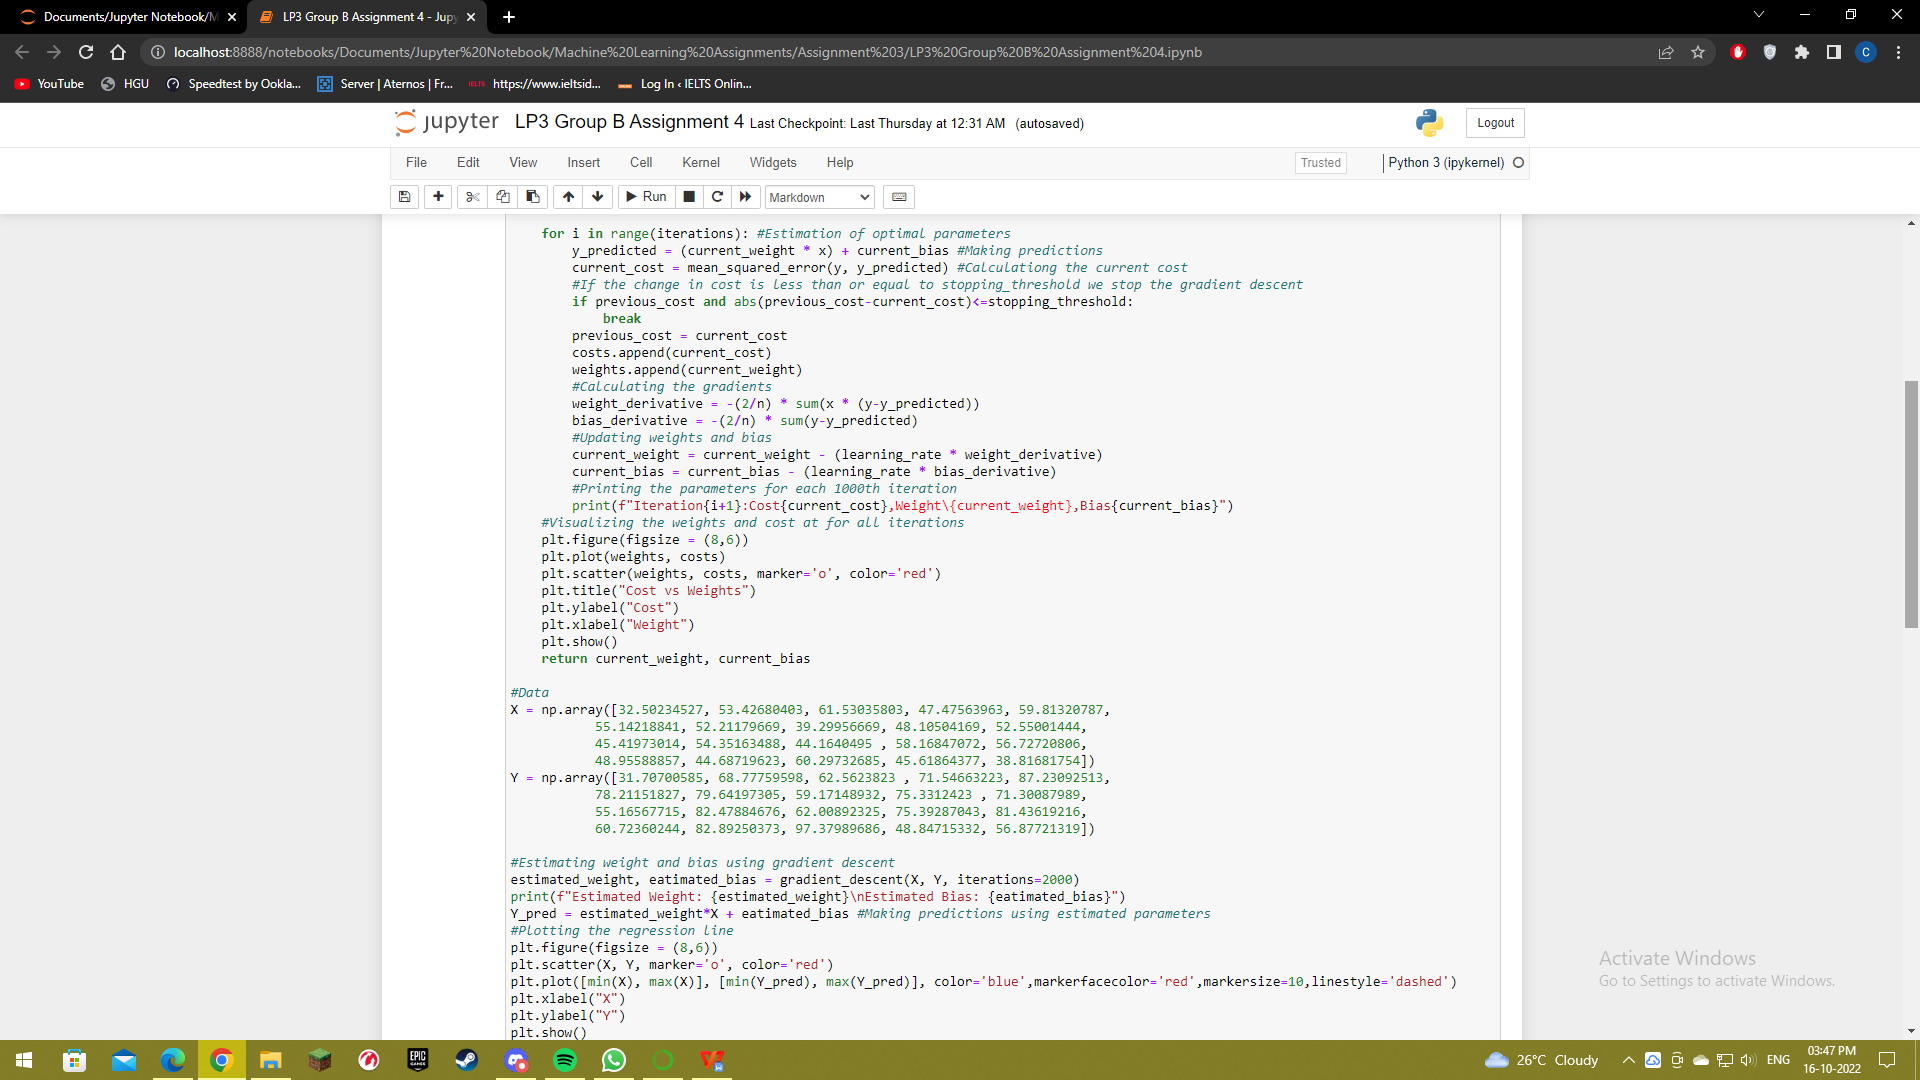 Documents/Jupyter Notebook/M
LP3 Group B Assignment 4 - Jupy
localhost:8888/notebooks/Documents/Jupyter%20Notebook/Machine%20Learning%20Assignments/Assignment%203/LP3%20Group%20B%20Assignment%204.ipynb
C
YouTube HGU Speedtest by Ookla... Server | Aternos | Fr... IELTS https://www.ieltsid... Log In ‹ IELTS Onlin...
jupyter LP3 Group B Assignment 4 Last Checkpoint: Last Thursday at 12:31 AM (autosaved)
Logout
File Edit View Insert Cell Kernel Widgets Help
Trusted
Python 3 (ipykernel)
Run
Markdown
for i in range(iterations): #Estimation of optimal parameters
y_predicted = (current_weight * x) + current_bias #Making predictions
current_cost = mean_squared_error(y, y_predicted) #Calculationg the current cost
#If the change in cost is less than or equal to stopping_threshold we stop the gradient descent
if previous_cost and abs(previous_cost-current_cost)<=stopping_threshold:
break
previous_cost = current_cost
costs.append(current_cost)
weights.append(current_weight)
#Calculating the gradients
weight_derivative = -(2/n) * sum(x * (y-y_predicted))
bias_derivative = -(2/n) * sum(y-y_predicted)
#Updating weights and bias
current_weight = current_weight - (learning_rate * weight_derivative)
current_bias = current_bias - (learning_rate * bias_derivative)
#Printing the parameters for each 1000th iteration
print(f"Iteration{i+1}:Cost{current_cost},Weight\{current_weight},Bias{current_bias}")
#Visualizing the weights and cost at for all iterations
plt.figure(figsize = (8,6))
plt.plot(weights, costs)
plt.scatter(weights, costs, marker='o', color='red')
plt.title("Cost vs Weights")
plt.ylabel("Cost")
plt.xlabel("Weight")
plt.show()
return current_weight, current_bias
#Data
X = np.array([32.50234527, 53.42680403, 61.53035803, 47.47563963, 59.81320787,
55.14218841, 52.21179669, 39.29956669, 48.10504169, 52.55001444,
45.41973014, 54.35163488, 44.1640495 , 58.16847072, 56.72720806,
48.95588857, 44.68719623, 60.29732685, 45.61864377, 38.81681754])
Y = np.array([31.70700585, 68.77759598, 62.5623823 , 71.54663223, 87.23092513,
78.21151827, 79.64197305, 59.17148932, 75.3312423 , 71.30087989,
55.16567715, 82.47884676, 62.00892325, 75.39287043, 81.43619216,
60.72360244, 82.89250373, 97.37989686, 48.84715332, 56.87721319])
#Estimating weight and bias using gradient descent
estimated_weight, eatimated_bias = gradient_descent(X, Y, iterations=2000)
print(f"Estimated Weight: {estimated_weight}\nEstimated Bias: {eatimated_bias}")
Y_pred = estimated_weight*X + eatimated_bias #Making predictions using estimated parameters
#Plotting the regression line
plt.figure(figsize = (8,6))
plt.scatter(X, Y, marker='o', color='red')
plt.plot([min(X), max(X)], [min(Y_pred), max(Y_pred)], color='blue',markerfacecolor='red',markersize=10,linestyle='dashed')
plt.xlabel("X")
plt.ylabel("Y")
plt.show()
Activate Windows
Go to Settings to activate Windows.
EPIC GAMES
26°C Cloudy
ENG
03:47 PM
16-10-2022